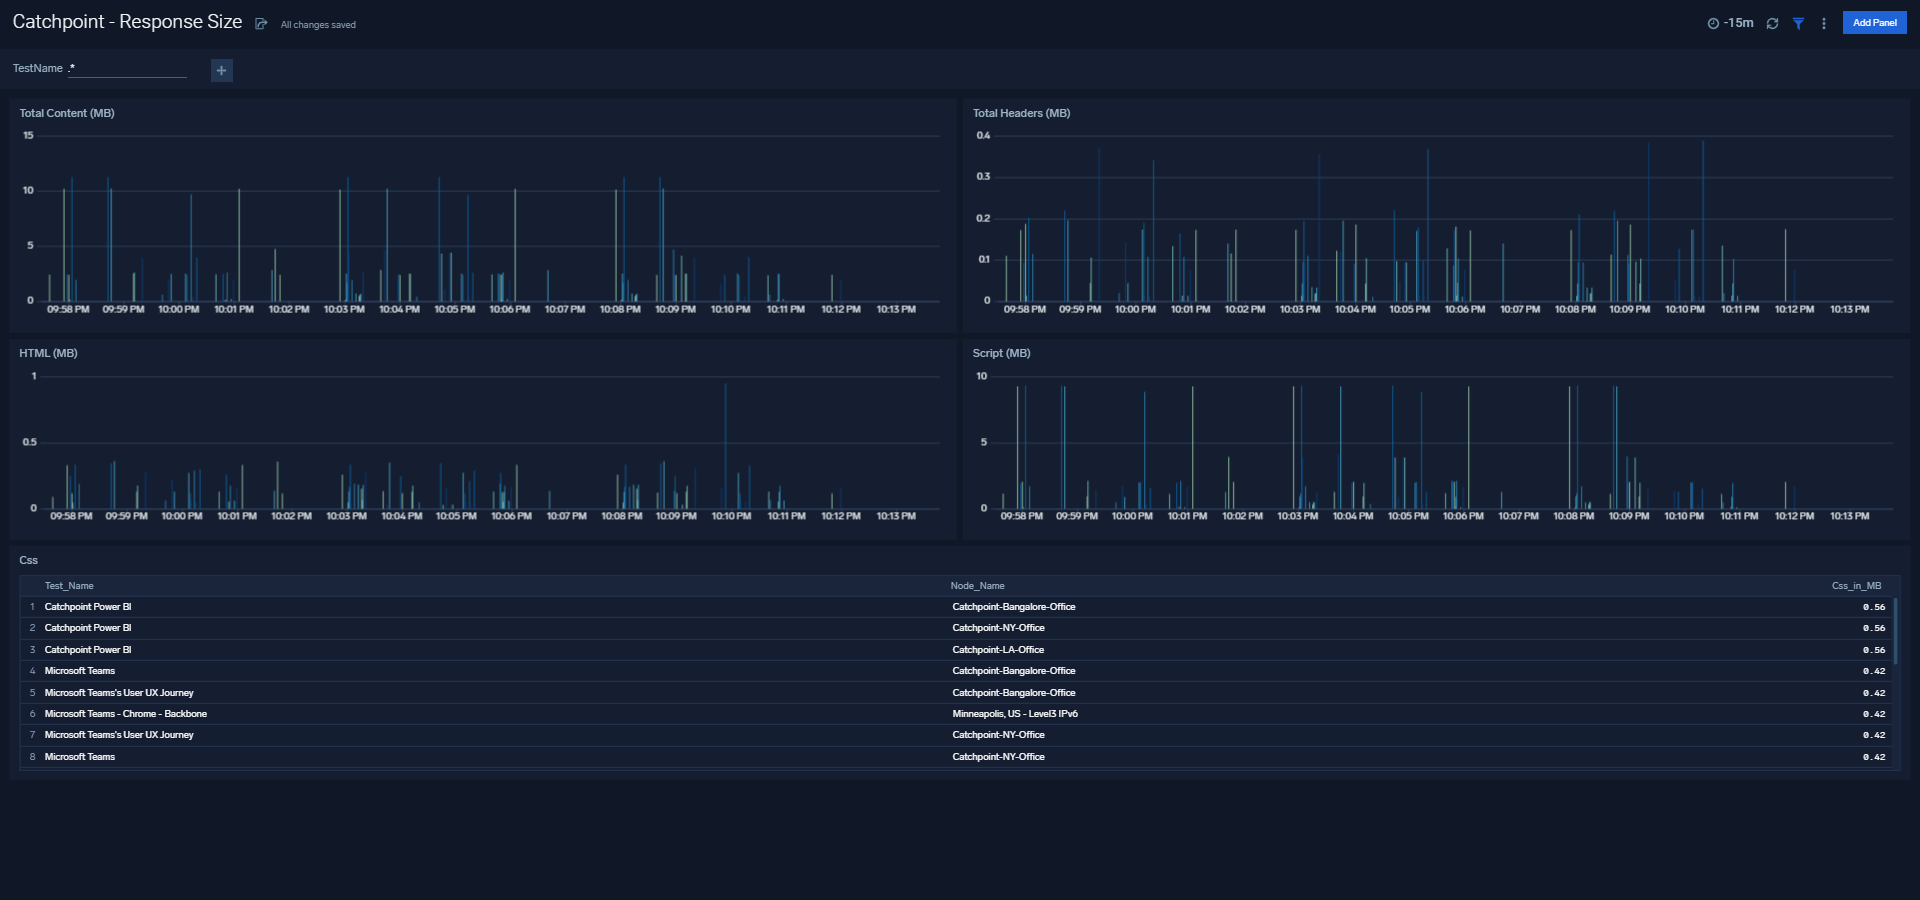 Catchpoint - Response Size All changes saved -15m Add Panel
TestName .* +
Total Content (MB)
15
10
5
0
09:58 PM 09:59 PM 10:00 PM 10:01 PM 10:02 PM 10:03 PM 10:04 PM 10:05 PM 10:06 PM 10:07 PM 10:08 PM 10:09 PM 10:10 PM 10:11 PM 10:12 PM 10:13 PM
Total Headers (MB)
0.4
0.3
0.2
0.1
0
09:58 PM 09:59 PM 10:00 PM 10:01 PM 10:02 PM 10:03 PM 10:04 PM 10:05 PM 10:06 PM 10:07 PM 10:08 PM 10:09 PM 10:10 PM 10:11 PM 10:12 PM 10:13 PM
HTML (MB)
1
0.5
0
09:58 PM 09:59 PM 10:00 PM 10:01 PM 10:02 PM 10:03 PM 10:04 PM 10:05 PM 10:06 PM 10:07 PM 10:08 PM 10:09 PM 10:10 PM 10:11 PM 10:12 PM 10:13 PM
Script (MB)
10
5
0
09:58 PM 09:59 PM 10:00 PM 10:01 PM 10:02 PM 10:03 PM 10:04 PM 10:05 PM 10:06 PM 10:07 PM 10:08 PM 10:09 PM 10:10 PM 10:11 PM 10:12 PM 10:13 PM
Css
Test_Name Node_Name Css_in_MB
1 Catchpoint Power BI Catchpoint-Bangalore-Office 0.56
2 Catchpoint Power BI Catchpoint-NY-Office 0.56
3 Catchpoint Power BI Catchpoint-LA-Office 0.56
4 Microsoft Teams Catchpoint-Bangalore-Office 0.42
5 Microsoft Teams's User UX Journey Catchpoint-Bangalore-Office 0.42
6 Microsoft Teams - Chrome - Backbone Minneapolis, US - Level3 IPv6 0.42
7 Microsoft Teams's User UX Journey Catchpoint-NY-Office 0.42
8 Microsoft Teams Catchpoint-NY-Office 0.42